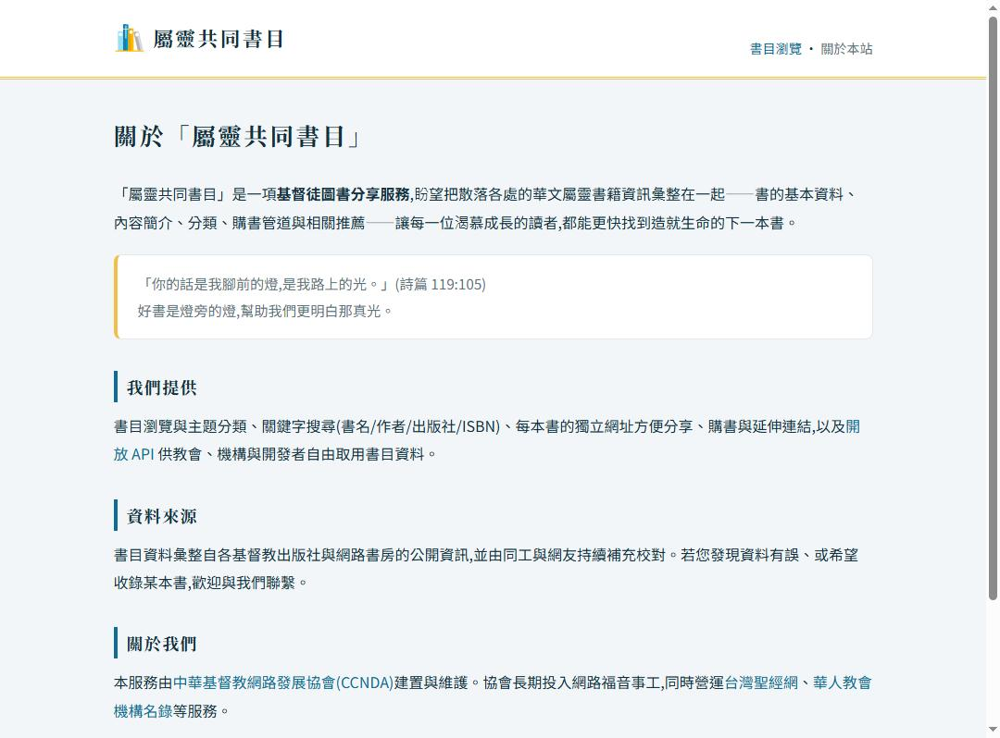 屬靈共同書目
書目瀏覽 · 關於本站
關於「屬靈共同書目」
「屬靈共同書目」是一項基督徒圖書分享服務,盼望把散落各處的華文屬靈書籍資訊彙整在一起——書的基本資料、
內容簡介、分類、購書管道與相關推薦——讓每一位渴慕成長的讀者,都能更快找到造就生命的下一本書。
「你的話是我腳前的燈,是我路上的光。」(詩篇 119:105)
好書是燈旁的燈,幫助我們更明白那真光。
我們提供
書目瀏覽與主題分類、關鍵字搜尋(書名/作者/出版社/ISBN)、每本書的獨立網址方便分享、購書與延伸連結,以及開
放 API 供教會、機構與開發者自由取用書目資料。
資料來源
書目資料彙整自各基督教出版社與網路書房的公開資訊,並由同工與網友持續補充校對。若您發現資料有誤、或希望
收錄某本書,歡迎與我們聯繫。
關於我們
本服務由中華基督教網路發展協會(CCNDA)建置與維護。協會長期投入網路福音事工,同時營運台灣聖經網、華人教會
機構名錄等服務。